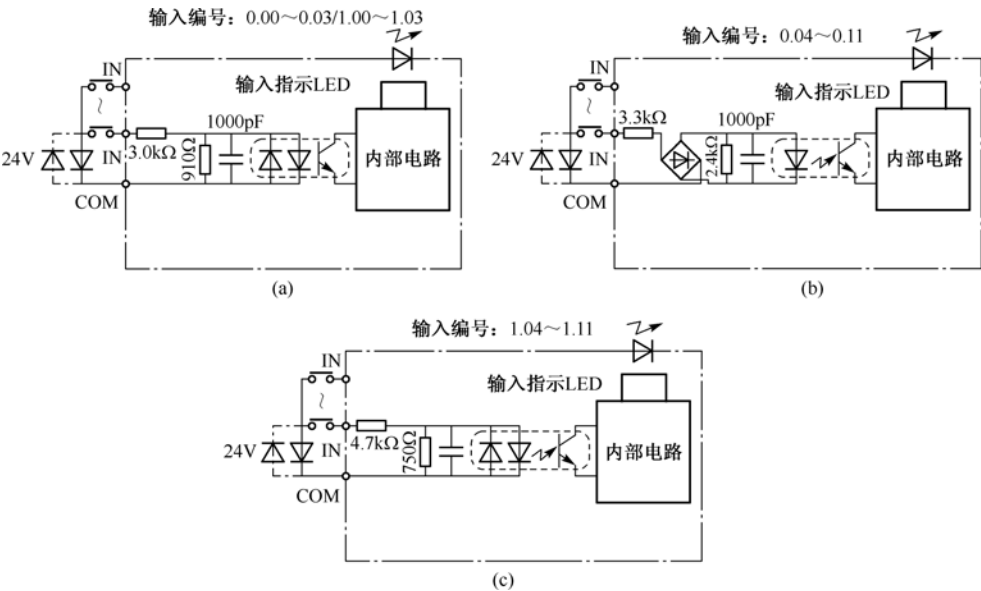 输入编号：0.00～0.03/1.00～1.03
IN
输入指示LED
～
1000pF
24V
3.0kΩ
IN
910Ω
内部电路
COM
(a)
输入编号：0.04～0.11
IN
输入指示LED
～
3.3kΩ
1000pF
24V
IN
2.4kΩ
内部电路
COM
(b)
输入编号：1.04～1.11
IN
输入指示LED
～
24V
IN
4.7kΩ
750Ω
内部电路
COM
(c)